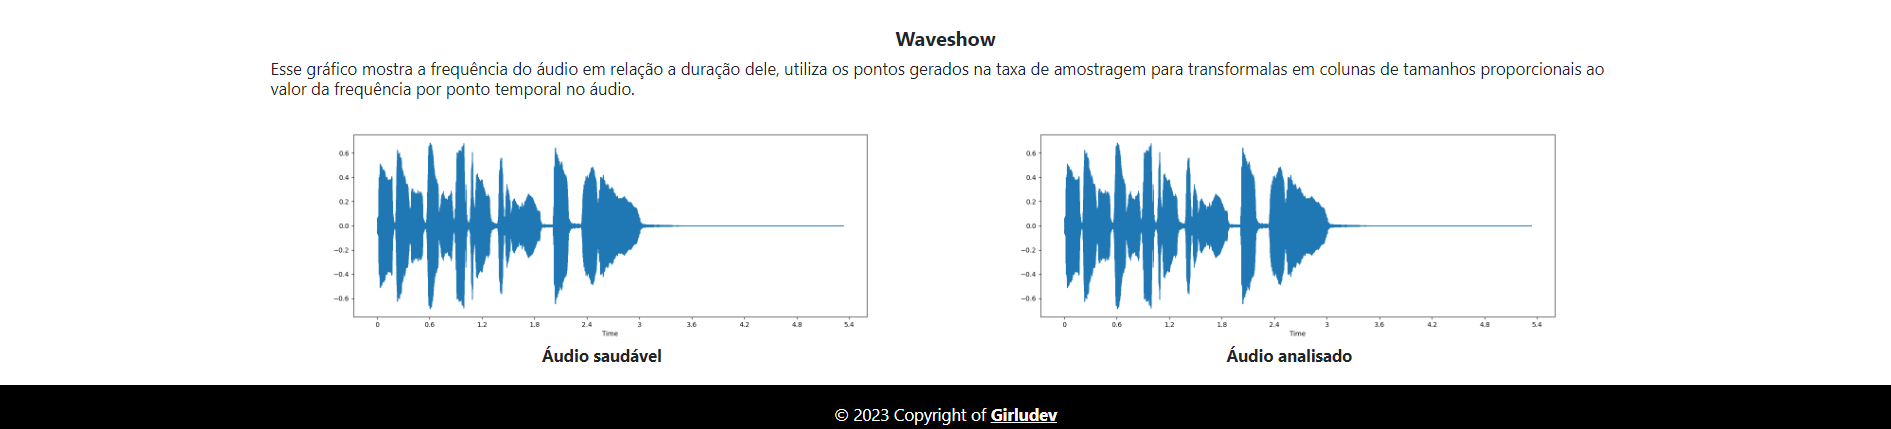 Waveshow
Esse gráfico mostra a frequência do áudio em relação a duração dele, utiliza os pontos gerados na taxa de amostragem para transformalas em colunas de tamanhos proporcionais ao
valor da frequência por ponto temporal no áudio.
0.6
0.4
0.2
0.0
−0.2
−0.4
−0.6
0 0.6 1.2 1.8 2.4 3 3.6 4.2 4.8 5.4
Time
Áudio saudável
0.6
0.4
0.2
0.0
−0.2
−0.4
−0.6
0 0.6 1.2 1.8 2.4 3 3.6 4.2 4.8 5.4
Time
Áudio analisado
© 2023 Copyright of Girludev